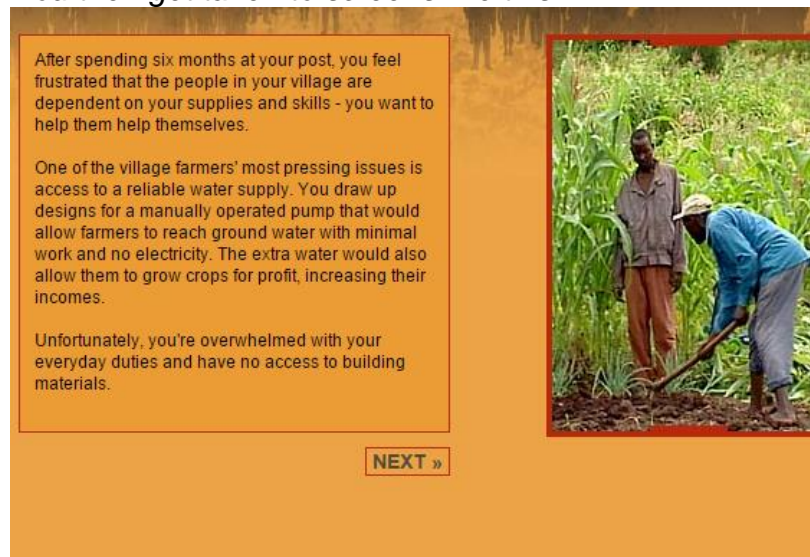 After spending six months at your post, you feel
frustrated that the people in your village are
dependent on your supplies and skills - you want to
help them help themselves.
One of the village farmers' most pressing issues is
access to a reliable water supply. You draw up
designs for a manually operated pump that would
allow farmers to reach ground water with minimal
work and no electricity. The extra water would also
allow them to grow crops for profit, increasing their
incomes.
Unfortunately, you're overwhelmed with your
everyday duties and have no access to building
materials.
NEXT »